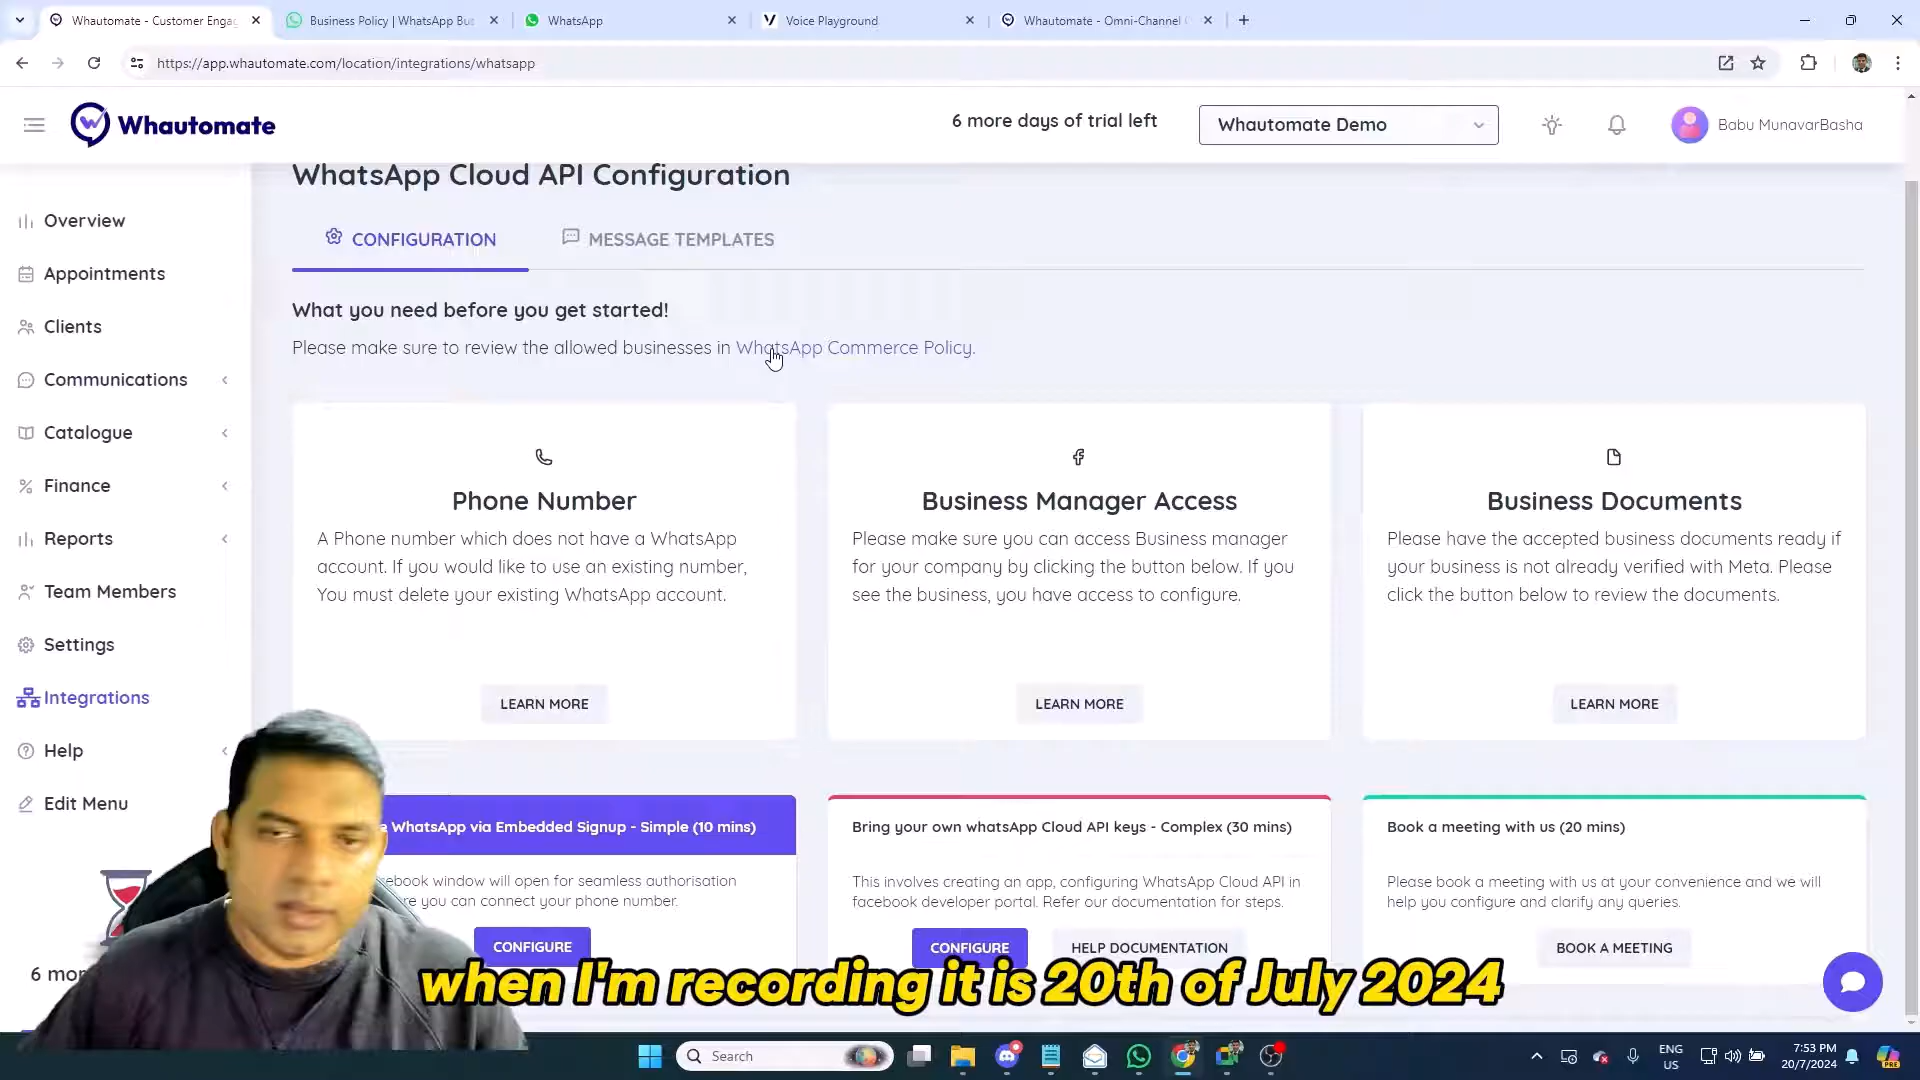 Whautomate - Customer Engag
Business Policy | WhatsApp Bus
WhatsApp
Voice Playground
Whautomate - Omni-Channel
https://app.whautomate.com/location/integrations/whatsapp
Whautomate
6 more days of trial left
Whautomate Demo
Babu MunavarBasha
WhatsApp Cloud API Configuration
Overview
Appointments
Clients
Communications
Catalogue
Finance
Reports
Team Members
Settings
Integrations
Help
Edit Menu
6 mor
CONFIGURATION
MESSAGE TEMPLATES
What you need before you get started!
Please make sure to review the allowed businesses in WhatsApp Commerce Policy.
Phone Number
A Phone number which does not have a WhatsApp
account. If you would like to use an existing number,
You must delete your existing WhatsApp account.
LEARN MORE
Business Manager Access
Please make sure you can access Business manager
for your company by clicking the button below. If you
see the business, you have access to configure.
LEARN MORE
Business Documents
Please have the accepted business documents ready if
your business is not already verified with Meta. Please
click the button below to review the documents.
LEARN MORE
WhatsApp via Embedded Signup - Simple (10 mins)
window will open for seamless authorisation
you can connect your phone number.
CONFIGURE
Bring your own whatsApp Cloud API keys - Complex (30 mins)
This involves creating an app, configuring WhatsApp Cloud API in
facebook developer portal. Refer our documentation for steps.
CONFIGURE
HELP DOCUMENTATION
Book a meeting with us (20 mins)
Please book a meeting with us at your convenience and we will
help you configure and clarify any queries.
BOOK A MEETING
when I'm recording it is 20th of July 2024
Search
ENG
US
7:53 PM
20/7/2024
PRE